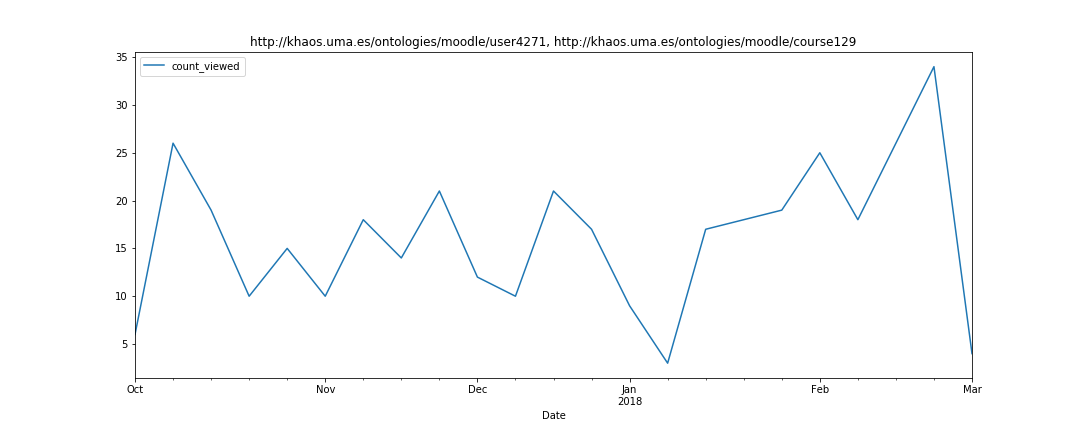 http://khaos.uma.es/ontologies/moodle/user4271, http://khaos.uma.es/ontologies/moodle/course129
count_viewed
35
30
25
20
15
10
5
Oct Nov Dec Jan Feb Mar
2018
Date